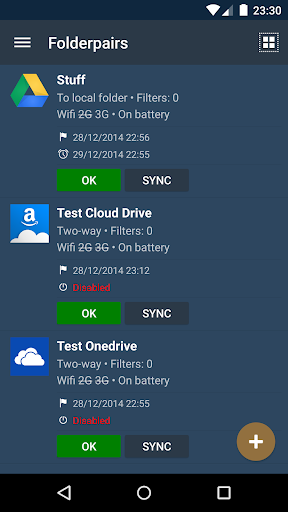 23:30
Folderpairs
Stuff
To local folder • Filters: 0
Wifi 2G 3G • On battery
28/12/2014 22:56
29/12/2014 22:55
OK SYNC
Test Cloud Drive
Two-way • Filters: 0
Wifi 2G 3G • On battery
28/12/2014 23:12
Disabled
OK SYNC
Test Onedrive
Two-way • Filters: 0
Wifi 2G 3G • On battery
28/12/2014 22:55
Disabled
OK SYNC